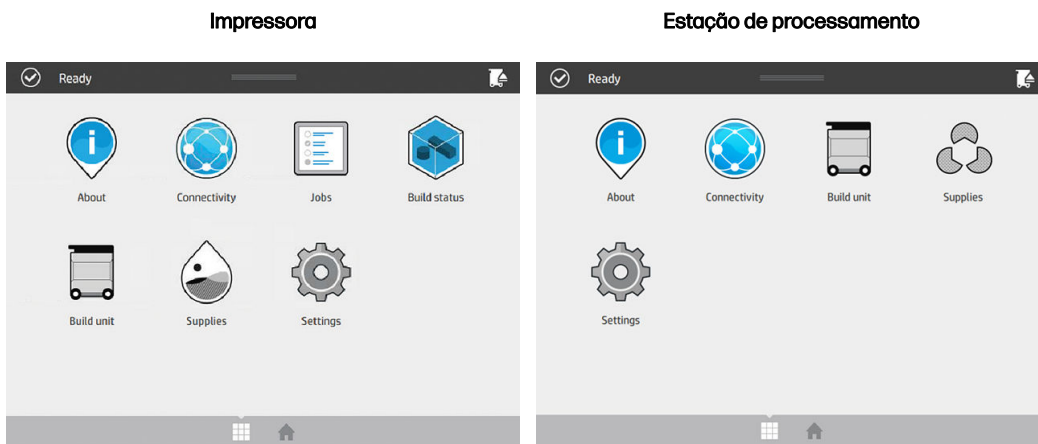 Impressora
Estação de processamento
Ready
About
Connectivity
Jobs
Build status
Build unit
Supplies
Settings
Ready
About
Connectivity
Build unit
Supplies
Settings